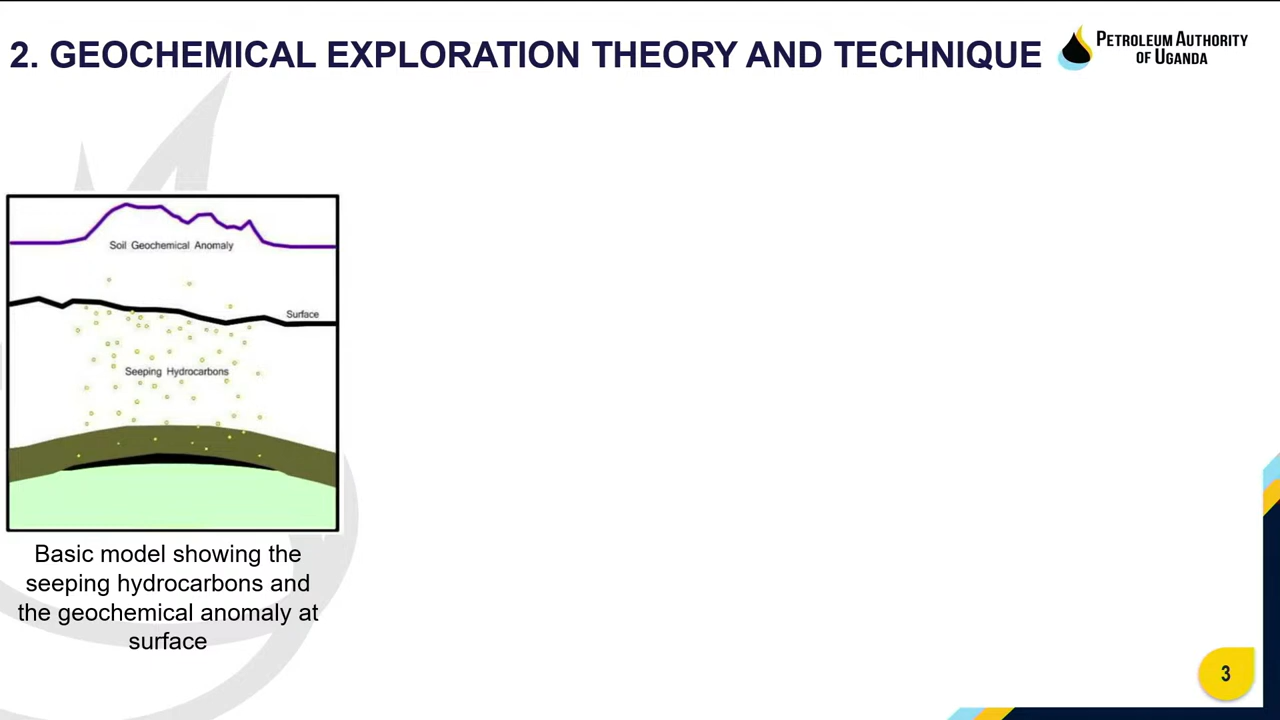 2. GEOCHEMICAL EXPLORATION THEORY AND TECHNIQUE
PETROLEUM AUTHORITY
OF UGANDA
Soil Geochemical Anomaly
Surface
Seeping Hydrocarbons
Basic model showing the
seeping hydrocarbons and
the geochemical anomaly at
surface
3